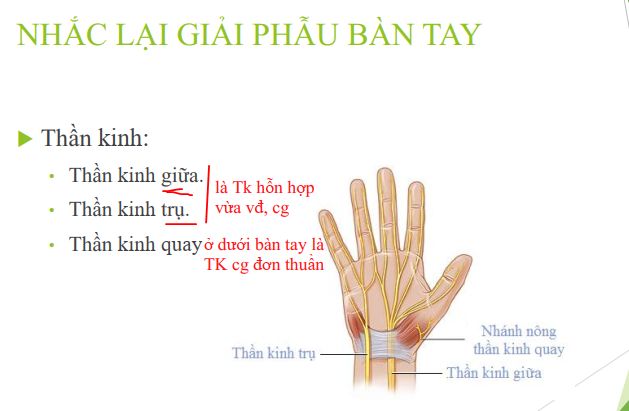 NHẮC LẠI GIẢI PHẪU BÀN TAY
Thần kinh:
Thần kinh giữa.
Thần kinh trụ.
là Tk hỗn hợp
vừa vđ, cg
Thần kinh quay
ở dưới bàn tay là
TK cg đơn thuần
Nhánh nông
thần kinh quay
Thần kinh trụ
Thần kinh giữa